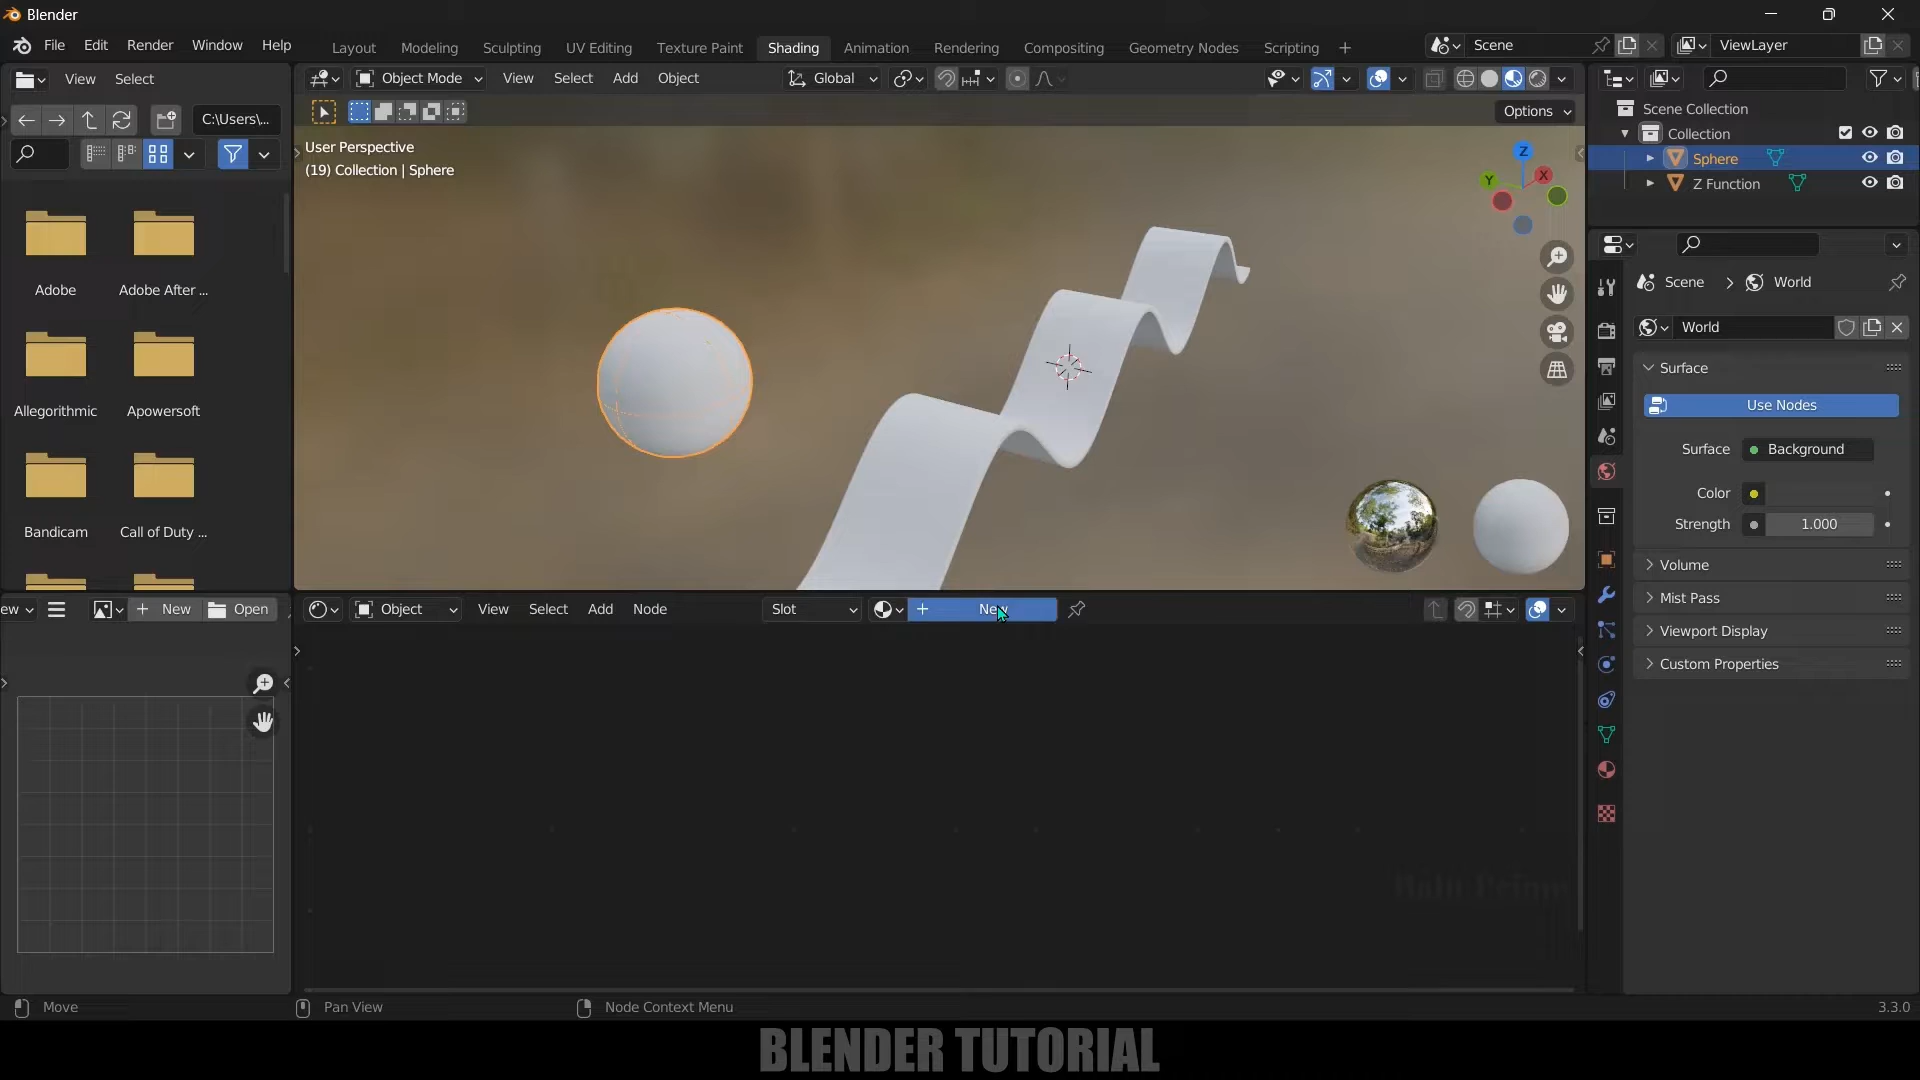 Blender
File Edit Render Window Help
Layout Modeling Sculpting UV Editing Texture Paint Shading Animation Rendering Compositing Geometry Nodes Scripting
Scene
ViewLayer
View Select
Object Mode View Select Add Object
Global
C:\Users\...
Options
User Perspective
(19) Collection | Sphere
Z
Y
X
Adobe
Adobe After ...
Allegorithmic
Apowersoft
Bandicam
Call of Duty ...
Scene Collection
Collection
Sphere
Z Function
Scene World
World
Surface
Use Nodes
Surface Background
Color
Strength 1.000
Volume
Mist Pass
Viewport Display
Custom Properties
ew New Open
Object View Select Add Node Slot New
Move
Pan View
Node Context Menu
3.3.0
BLENDER TUTORIAL